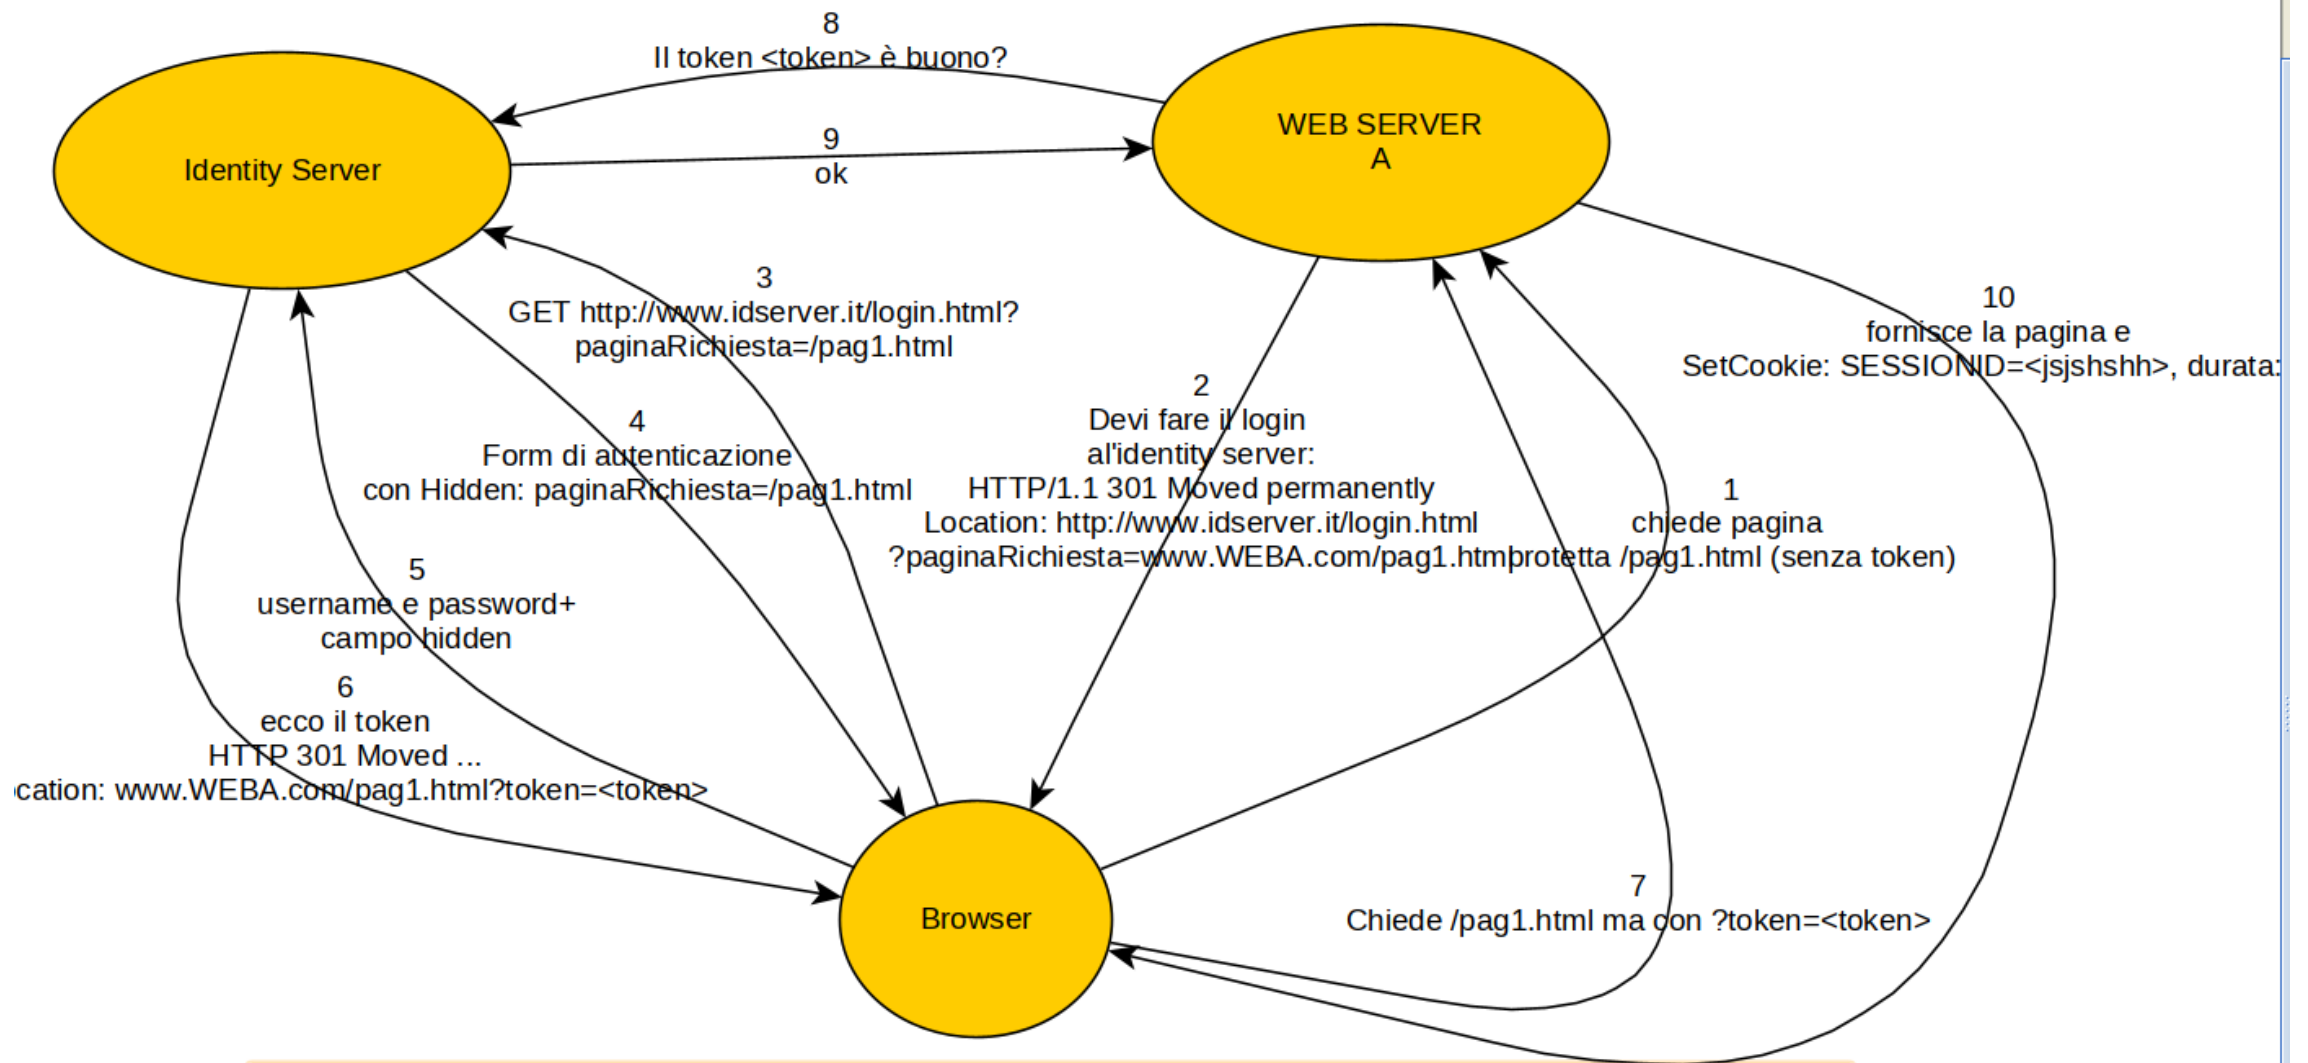 8
Il token <token> è buono?
Identity Server
WEB SERVER
A
9
ok
3
GET http://www.idserver.it/login.html?
paginaRichiesta=/pag1.html
10
fornisce la pagina e
SetCookie: SESSIONID=<jsjshshh>, durata:
4
Form di autenticazione
con Hidden: paginaRichiesta=/pag1.html
2
Devi fare il login
al'identity server:
HTTP/1.1 301 Moved permanently
Location: http://www.idserver.it/login.html
?paginaRichiesta=www.WEBA.com/pag1.htm
1
chiede pagina
protetta /pag1.html (senza token)
5
username e password+
campo hidden
6
ecco il token
HTTP 301 Moved ...
cation: www.WEBA.com/pag1.html?token=<token>
7
Chiede /pag1.html ma con ?token=<token>
Browser